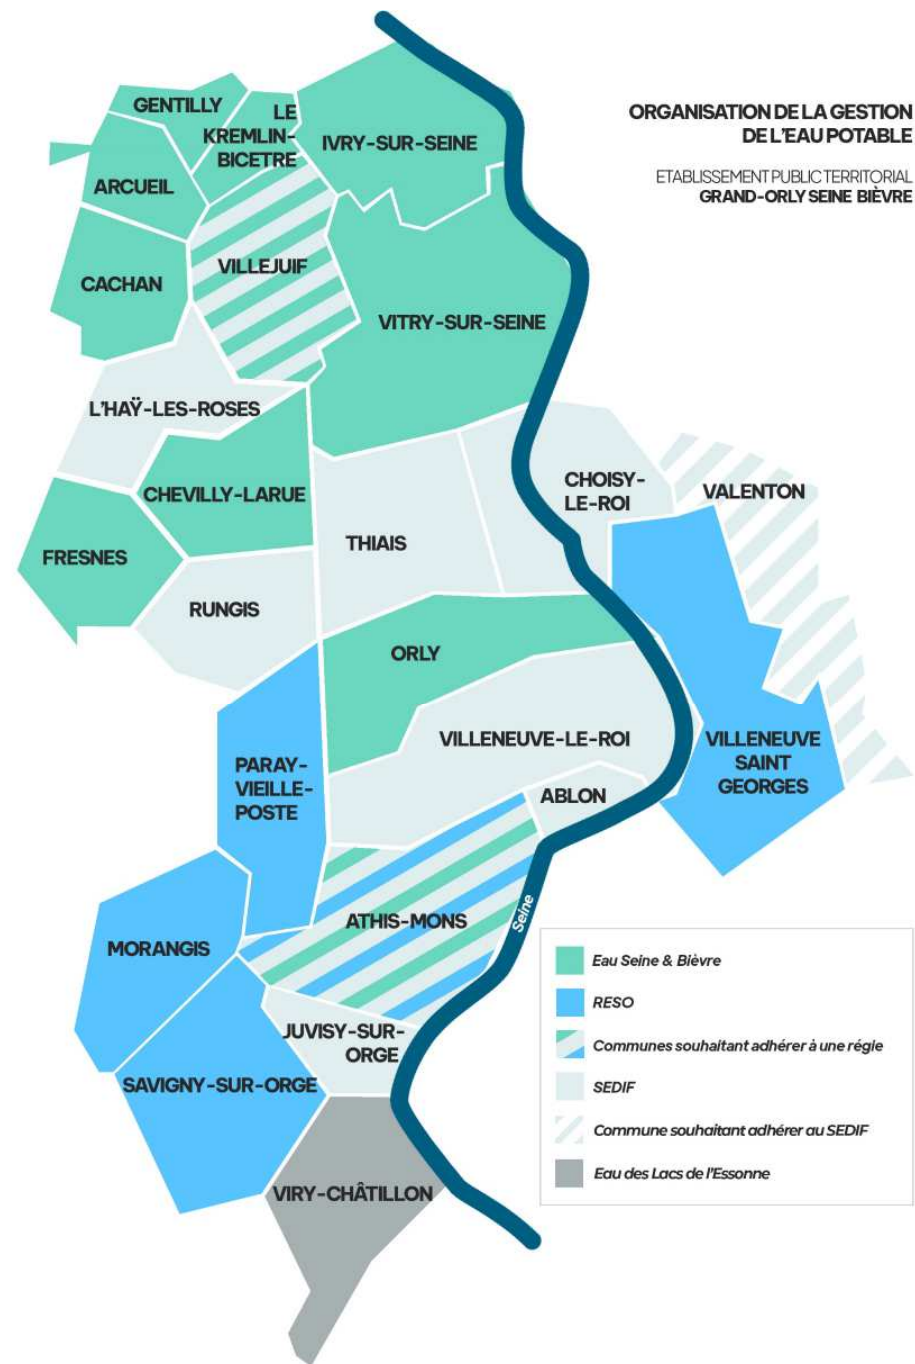 ORGANISATION DE LA GESTION
DE L'EAU POTABLE
ETABLISSEMENT PUBLIC TERRITORIAL
GRAND-ORLY SEINE BIÈVRE
GENTILLY
LE
KREMLIN-
BICETRE
IVRY-SUR-SEINE
ARCUEIL
VILLEJUIF
CACHAN
VITRY-SUR-SEINE
L'HAŸ-LES-ROSES
CHEVILLY-LARUE
CHOISY-
LE-ROI
VALENTON
THIAIS
FRESNES
RUNGIS
ORLY
VILLENEUVE-LE-ROI
VILLENEUVE
SAINT
GEORGES
PARAY-
VIEILLE-
POSTE
ABLON
ATHIS-MONS
Seine
MORANGIS
JUVISY-SUR-
ORGE
SAVIGNY-SUR-ORGE
VIRY-CHÂTILLON
Eau Seine & Bièvre
RESO
Communes souhaitant adhérer à une régie
SEDIF
Commune souhaitant adhérer au SEDIF
Eau des Lacs de l'Essonne